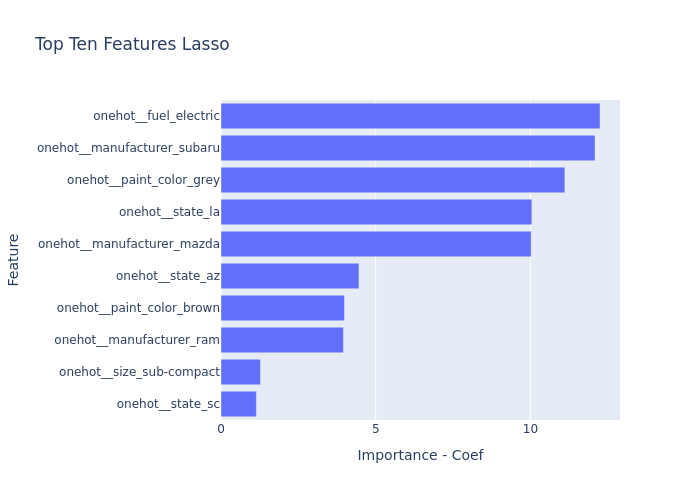 Top Ten Features Lasso
onehot__fuel_electric
onehot__manufacturer_subaru
onehot__paint_color_grey
onehot__state_la
onehot__manufacturer_mazda
onehot__state_az
onehot__paint_color_brown
onehot__manufacturer_ram
onehot__size_sub-compact
onehot__state_sc
Feature
0 5 10
Importance - Coef